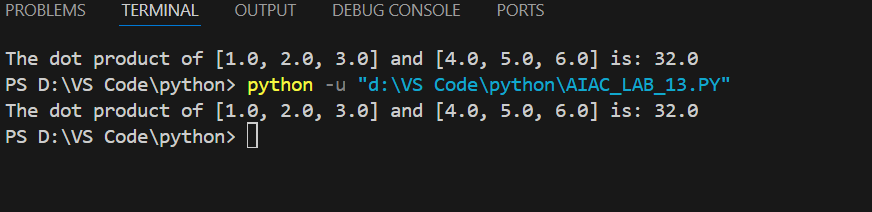 PROBLEMS TERMINAL OUTPUT DEBUG CONSOLE PORTS
The dot product of [1.0, 2.0, 3.0] and [4.0, 5.0, 6.0] is: 32.0
PS D:\VS Code\python> python -u "d:\VS Code\python\AIAC_LAB_13.PY"
The dot product of [1.0, 2.0, 3.0] and [4.0, 5.0, 6.0] is: 32.0
PS D:\VS Code\python>